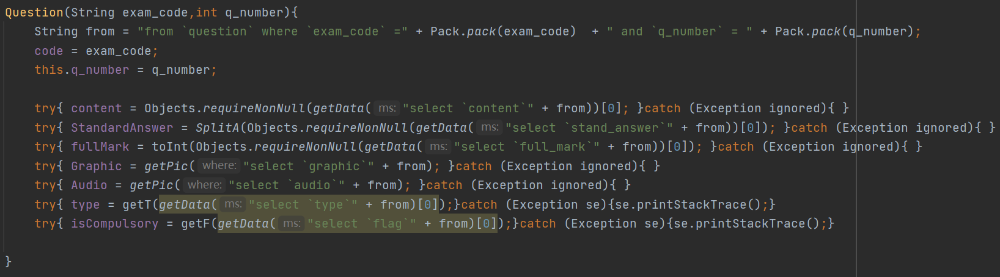 Question(String exam_code,int q_number){
String from = "from `question` where `exam_code` =" + Pack.pack(exam_code)  + " and `q_number` = " + Pack.pack(q_number);
code = exam_code;
this.q_number = q_number;
try{ content = Objects.requireNonNull(getData( ms: "select `content`" + from))[0]; }catch (Exception ignored){ }
try{ StandardAnswer = SplitA(Objects.requireNonNull(getData( ms: "select `stand_answer`" + from))[0]); }catch (Exception ignored){ }
try{ fullMark = toInt(Objects.requireNonNull(getData( ms: "select `full_mark`" + from))[0]); }catch (Exception ignored){ }
try{ Graphic = getPic( where: "select `graphic`" + from); }catch (Exception ignored){ }
try{ Audio = getPic( where: "select `audio`" + from); }catch (Exception ignored){ }
try{ type = getT(getData( ms: "select `type`" + from)[0]);}catch (Exception se){se.printStackTrace();}
try{ isCompulsory = getF(getData( ms: "select `flag`" + from)[0]);}catch (Exception se){se.printStackTrace();}
}